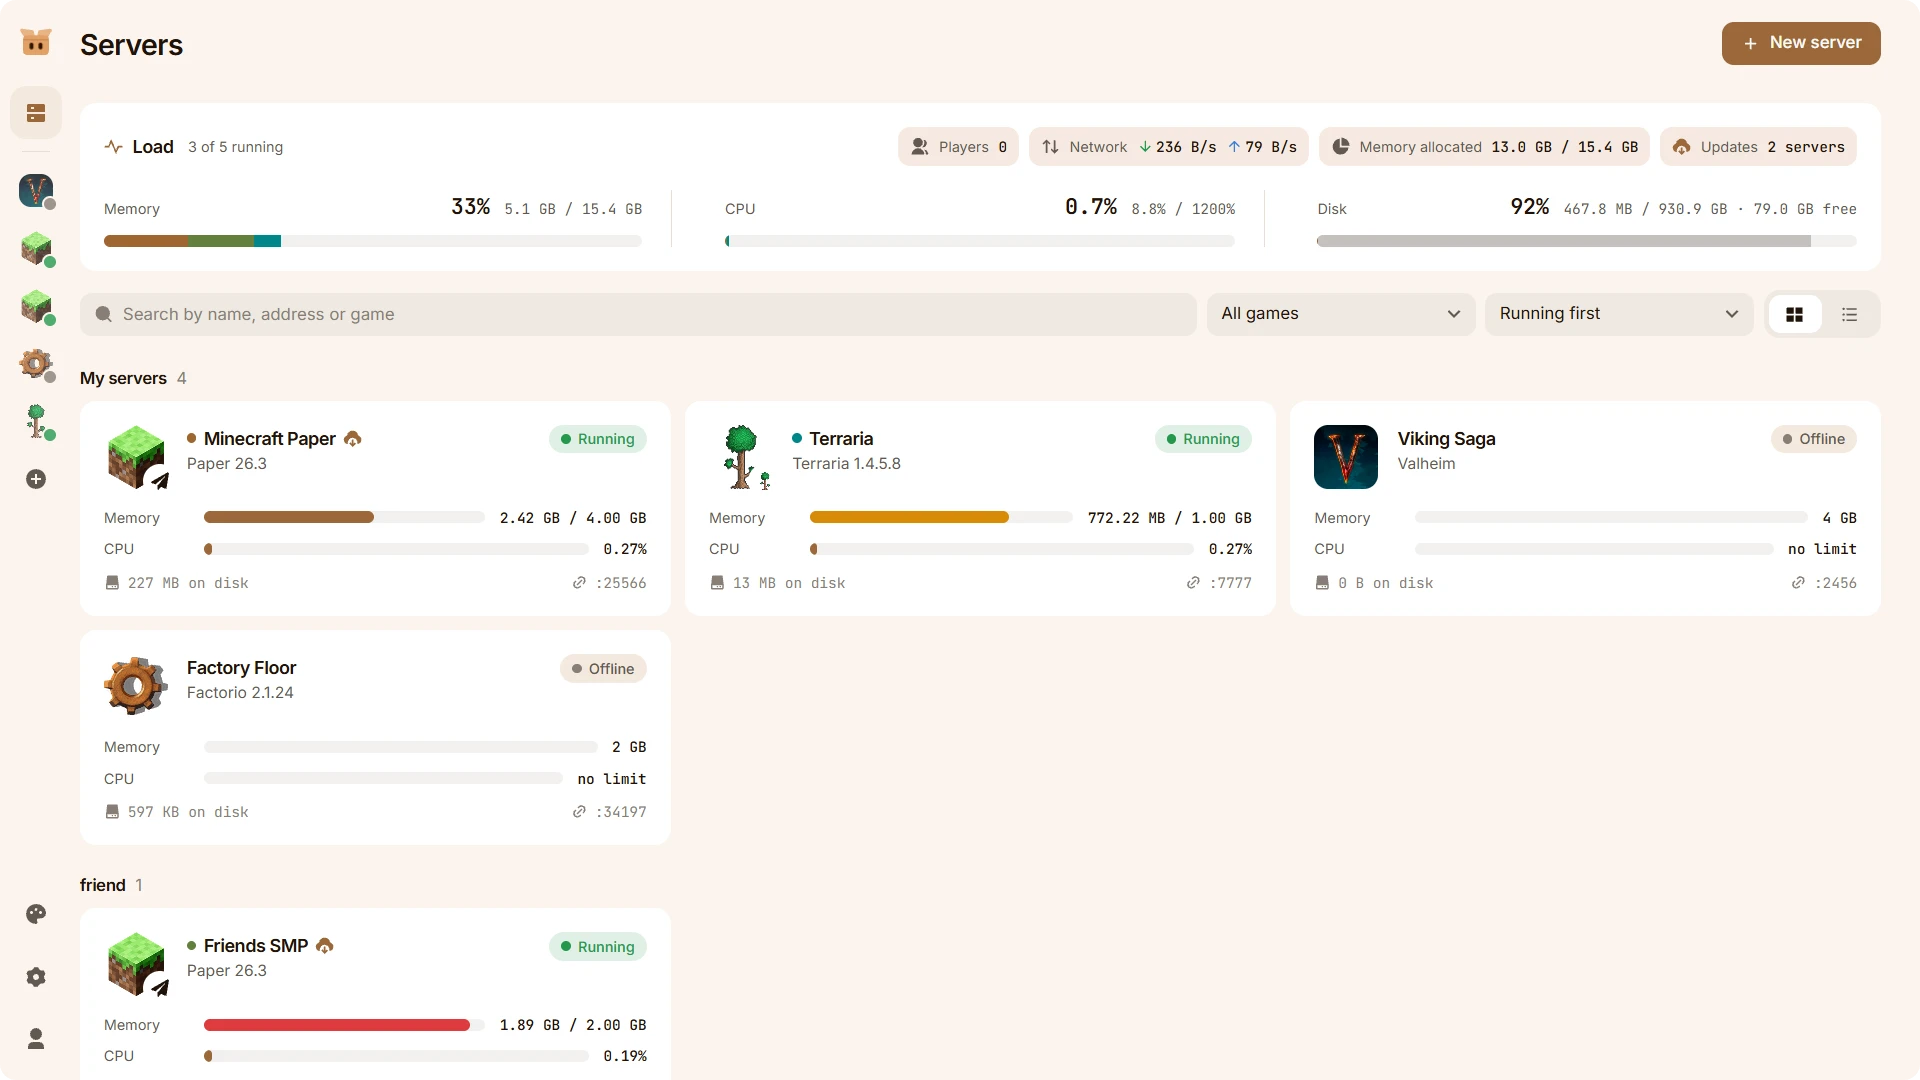 Servers
New server
Load 3 of 5 running
Players 0
Network 236 B/s 79 B/s
Memory allocated 13.0 GB / 15.4 GB
Updates 2 servers
Memory 33% 5.1 GB / 15.4 GB
CPU 0.7% 8.8% / 1200%
Disk 92% 467.8 MB / 930.9 GB · 79.0 GB free
Search by name, address or game
All games
Running first
My servers 4
Minecraft Paper
Running
Paper 26.3
Memory 2.42 GB / 4.00 GB
CPU 0.27%
227 MB on disk :25566
Terraria
Running
Terraria 1.4.5.8
Memory 772.22 MB / 1.00 GB
CPU 0.27%
13 MB on disk :7777
Viking Saga
Offline
Valheim
Memory 4 GB
CPU no limit
0 B on disk :2456
Factory Floor
Offline
Factorio 2.1.24
Memory 2 GB
CPU no limit
597 KB on disk :34197
friend 1
Friends SMP
Running
Paper 26.3
Memory 1.89 GB / 2.00 GB
CPU 0.19%